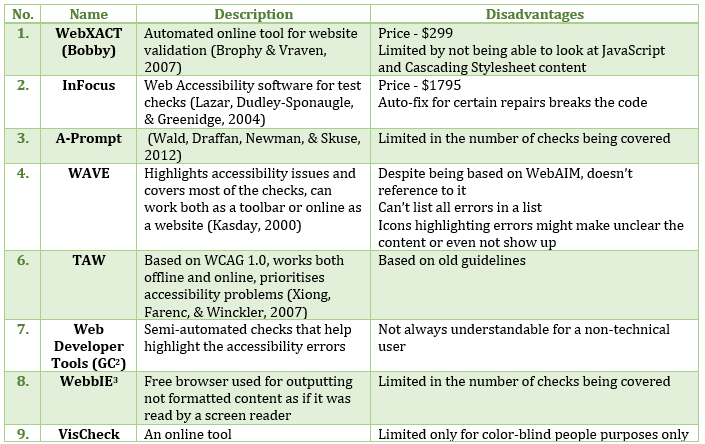 No. Name Description Disadvantages
1. WebXACT Automated online tool for website Price - $299
(Bobby) validation (Brophy & Vraven, Limited by not being able to look at JavaScript
2007) and Cascading Stylesheet content
2. InFocus Web Accessibility software for test Price - $1795
checks (Lazar, Dudley-Sponaugle, Auto-fix for certain repairs breaks the code
& Greenidge, 2004)
3. A-Prompt (Wald, Draffan, Newman, & Skuse, Limited in the number of checks being covered
2012)
4. WAVE Highlights accessibility issues and Despite being based on WebAIM, doesn't
covers most of the checks, can reference to it
work both as a toolbar or online as Can't list all errors in a list
a website (Kasday, 2000) Icons highlighting errors might make unclear the
content or even not show up
6. TAW Based on WCAG 1.0, works both Based on old guidelines
offline and online, prioritises
accessibility problems (Xiong,
Farenc, & Winckler, 2007)
7. Web Semi-automated checks that help Not always understandable for a non-technical
Developer highlight the accessibility errors user
Tools (GC²)
8. WebbIE³ Free browser used for outputting Limited in the number of checks being covered
not formatted content as if it was
read by a screen reader
9. VisCheck An online tool Limited only for color-blind people purposes only